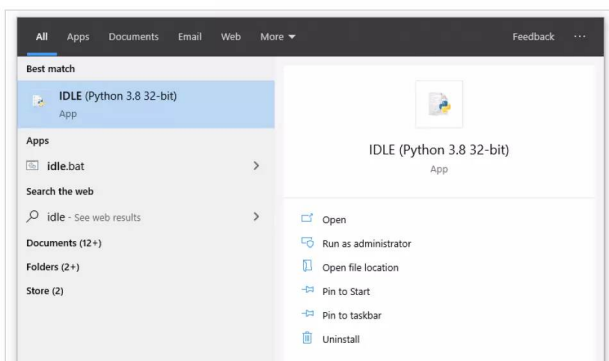 All Apps Documents Email Web More Feedback ...
Best match
IDLE (Python 3.8 32-bit)
App
Apps
idle.bat
Search the web
idle - See web results
Documents (12+)
Folders (2+)
Store (2)
IDLE (Python 3.8 32-bit)
App
Open
Run as administrator
Open file location
Pin to Start
Pin to taskbar
Uninstall